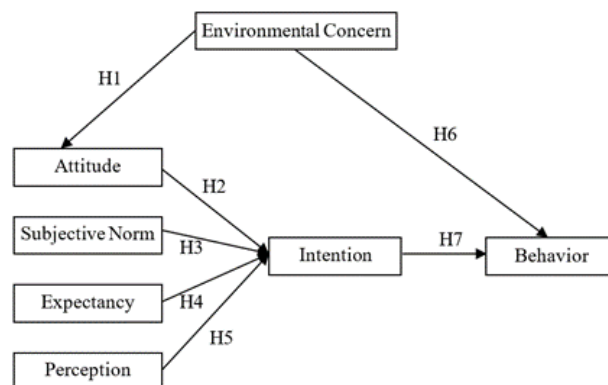 Environmental Concern
H1
H6
Attitude
H2
Subjective Norm
H3
Intention
H7
Behavior
Expectancy
H4
H5
Perception